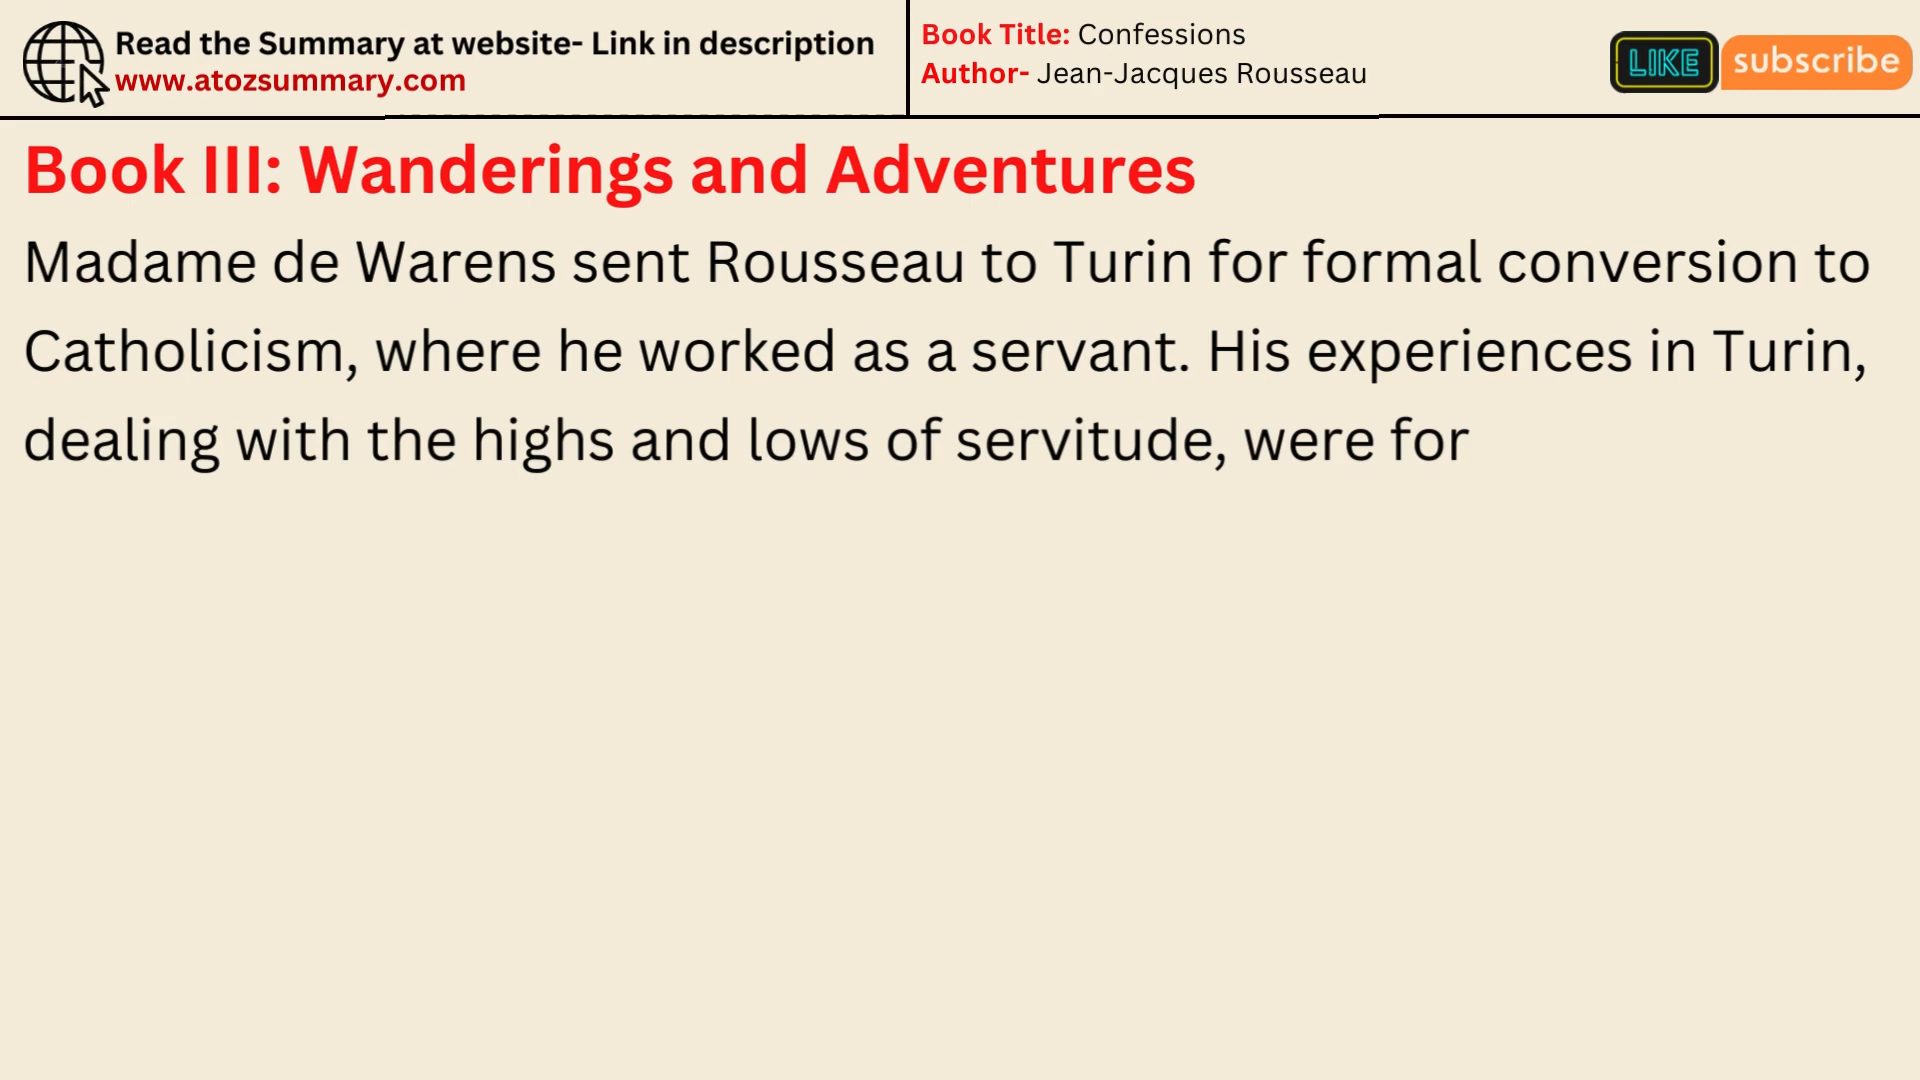 Read the Summary at website- Link in description
www.atozsummary.com
Book Title: Confessions
Author- Jean-Jacques Rousseau
LIKE
subscribe
Book III: Wanderings and Adventures
Madame de Warens sent Rousseau to Turin for formal conversion to
Catholicism, where he worked as a servant. His experiences in Turin,
dealing with the highs and lows of servitude, were for